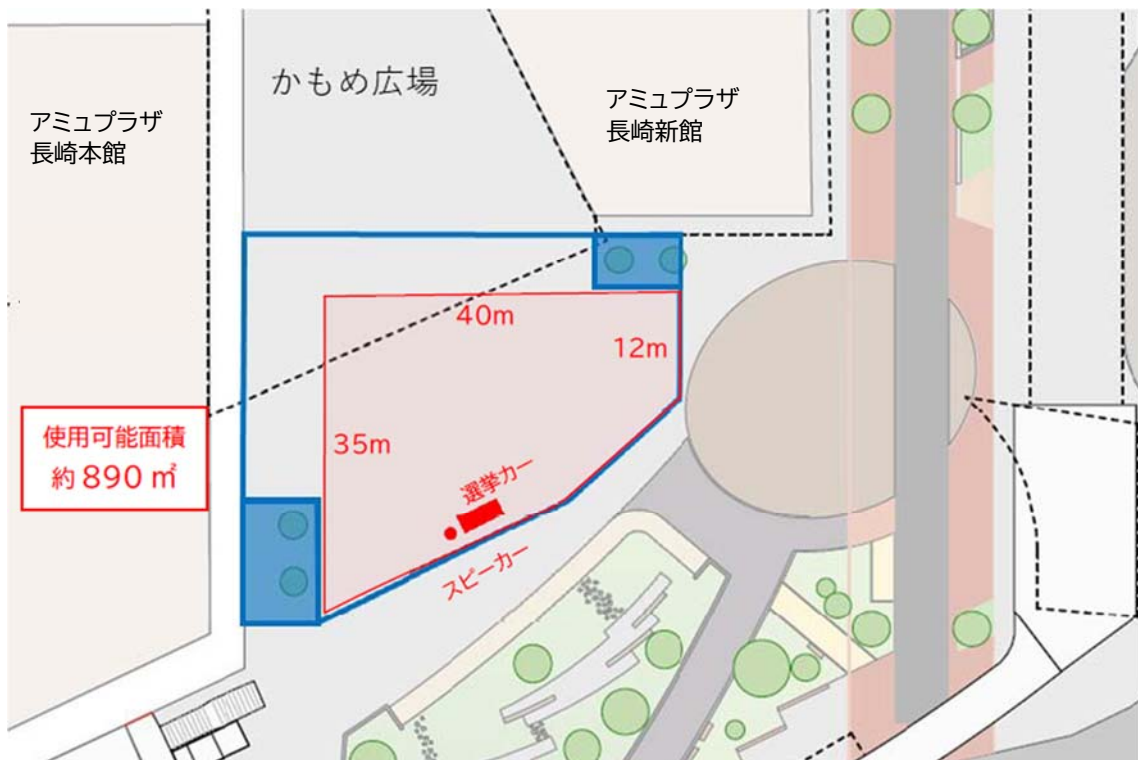 かもめ広場
アミュプラザ
長崎本館
アミュプラザ
長崎新館
40m
12m
35m
使用可能面積
約 890 ㎡
選挙カー
スピーカー